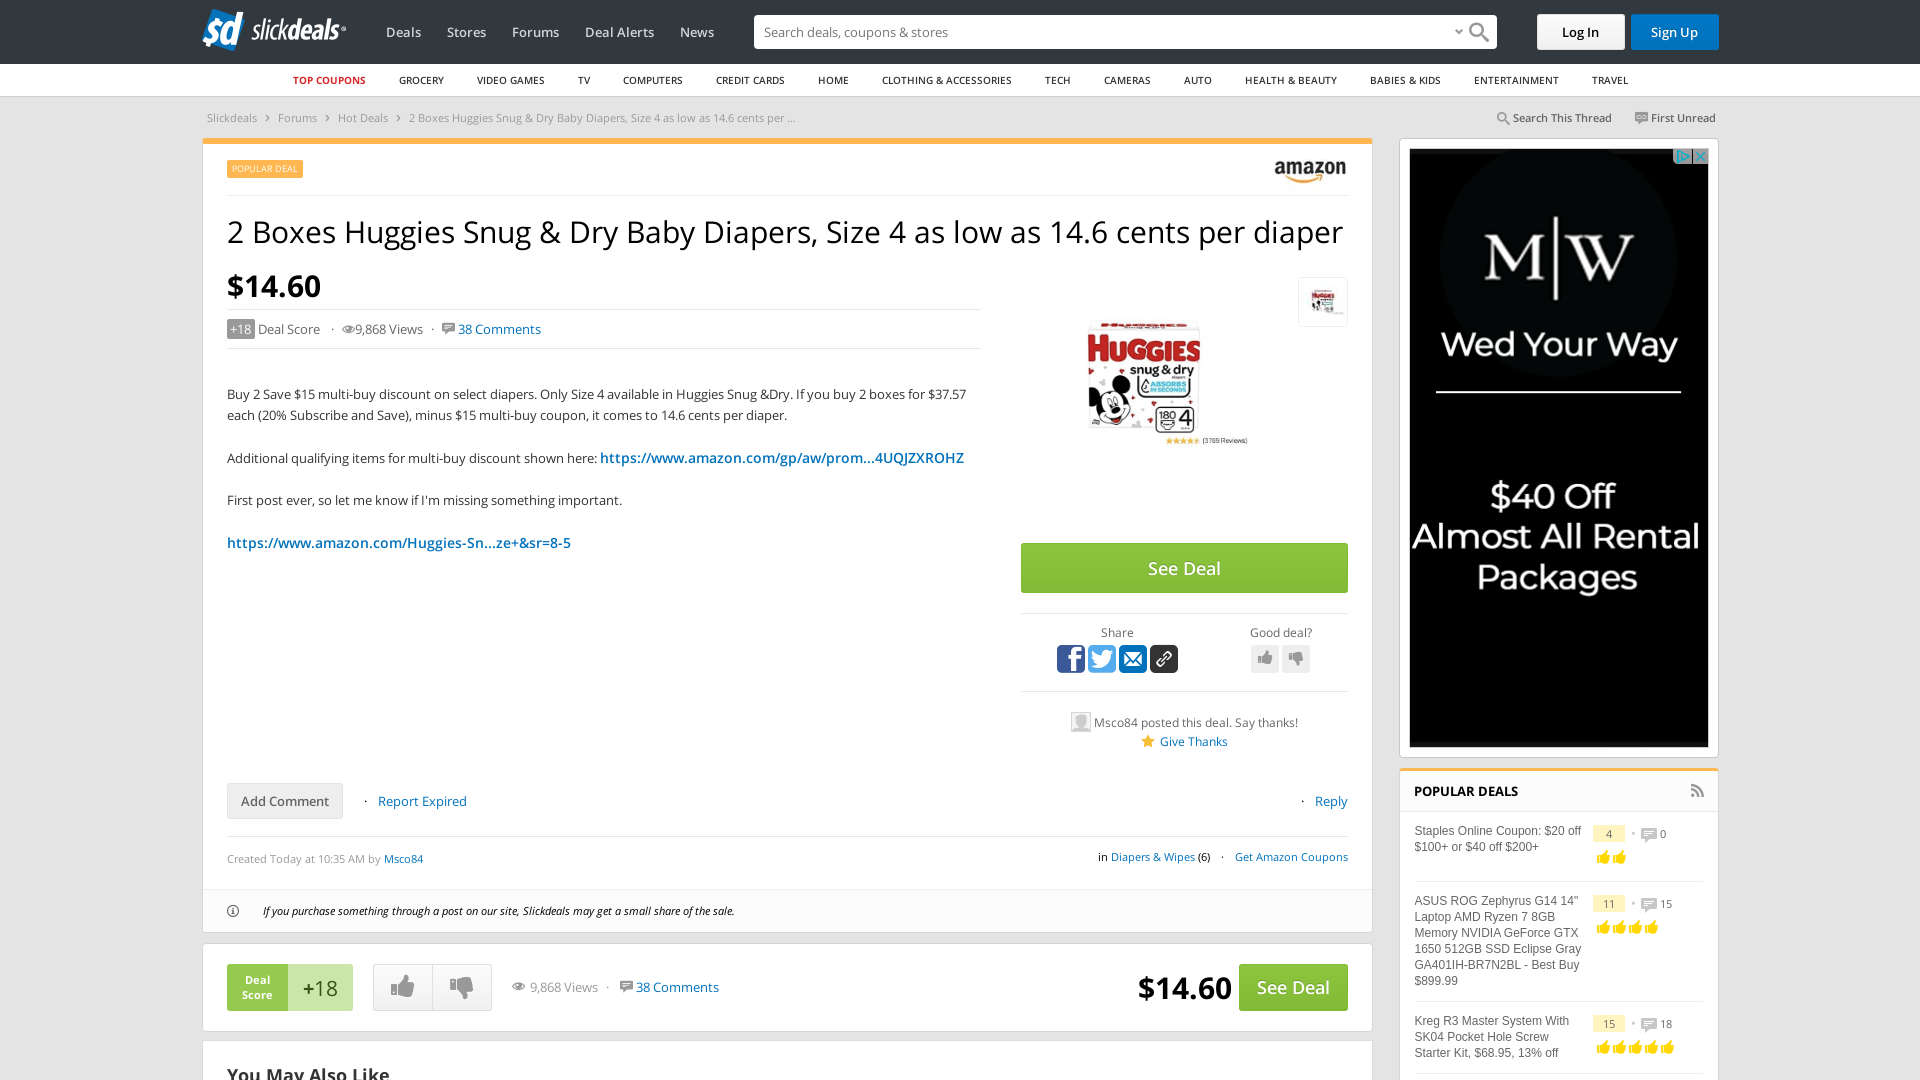 slickdeals
Deals Stores Forums Deal Alerts News
Search deals, coupons & stores
Log In Sign Up
TOP COUPONS GROCERY VIDEO GAMES TV COMPUTERS CREDIT CARDS HOME CLOTHING & ACCESSORIES TECH CAMERAS AUTO HEALTH & BEAUTY BABIES & KIDS ENTERTAINMENT TRAVEL
Slickdeals › Forums › Hot Deals › 2 Boxes Huggies Snug & Dry Baby Diapers, Size 4 as low as 14.6 cents per ...
Search This Thread First Unread
POPULAR DEAL
amazon
2 Boxes Huggies Snug & Dry Baby Diapers, Size 4 as low as 14.6 cents per diaper
$14.60
+18 Deal Score · 9,868 Views · 38 Comments
Buy 2 Save $15 multi-buy discount on select diapers. Only Size 4 available in Huggies Snug &Dry. If you buy 2 boxes for $37.57
each (20% Subscribe and Save), minus $15 multi-buy coupon, it comes to 14.6 cents per diaper.
Additional qualifying items for multi-buy discount shown here: https://www.amazon.com/gp/aw/prom...4UQJZXROHZ
First post ever, so let me know if I'm missing something important.
https://www.amazon.com/Huggies-Sn...ze+&sr=8-5
HUGGIES
snug & dry
ABSORBS
IN SECONDS
180 4
(3769 Reviews)
See Deal
Share
Good deal?
Msco84 posted this deal. Say thanks!
Give Thanks
Add Comment · Report Expired
· Reply
Created Today at 10:35 AM by Msco84
in Diapers & Wipes (6) · Get Amazon Coupons
If you purchase something through a post on our site, Slickdeals may get a small share of the sale.
Deal
Score
+18
9,868 Views · 38 Comments
$14.60 See Deal
You May Also Like
M|W
Wed Your Way
$40 Off
Almost All Rental
Packages
POPULAR DEALS
Staples Online Coupon: $20 off
$100+ or $40 off $200+
4 • 0
ASUS ROG Zephyrus G14 14"
Laptop AMD Ryzen 7 8GB
Memory NVIDIA GeForce GTX
1650 512GB SSD Eclipse Gray
GA401IH-BR7N2BL - Best Buy
$899.99
11 • 15
Kreg R3 Master System With
SK04 Pocket Hole Screw
Starter Kit, $68.95, 13% off
15 • 18